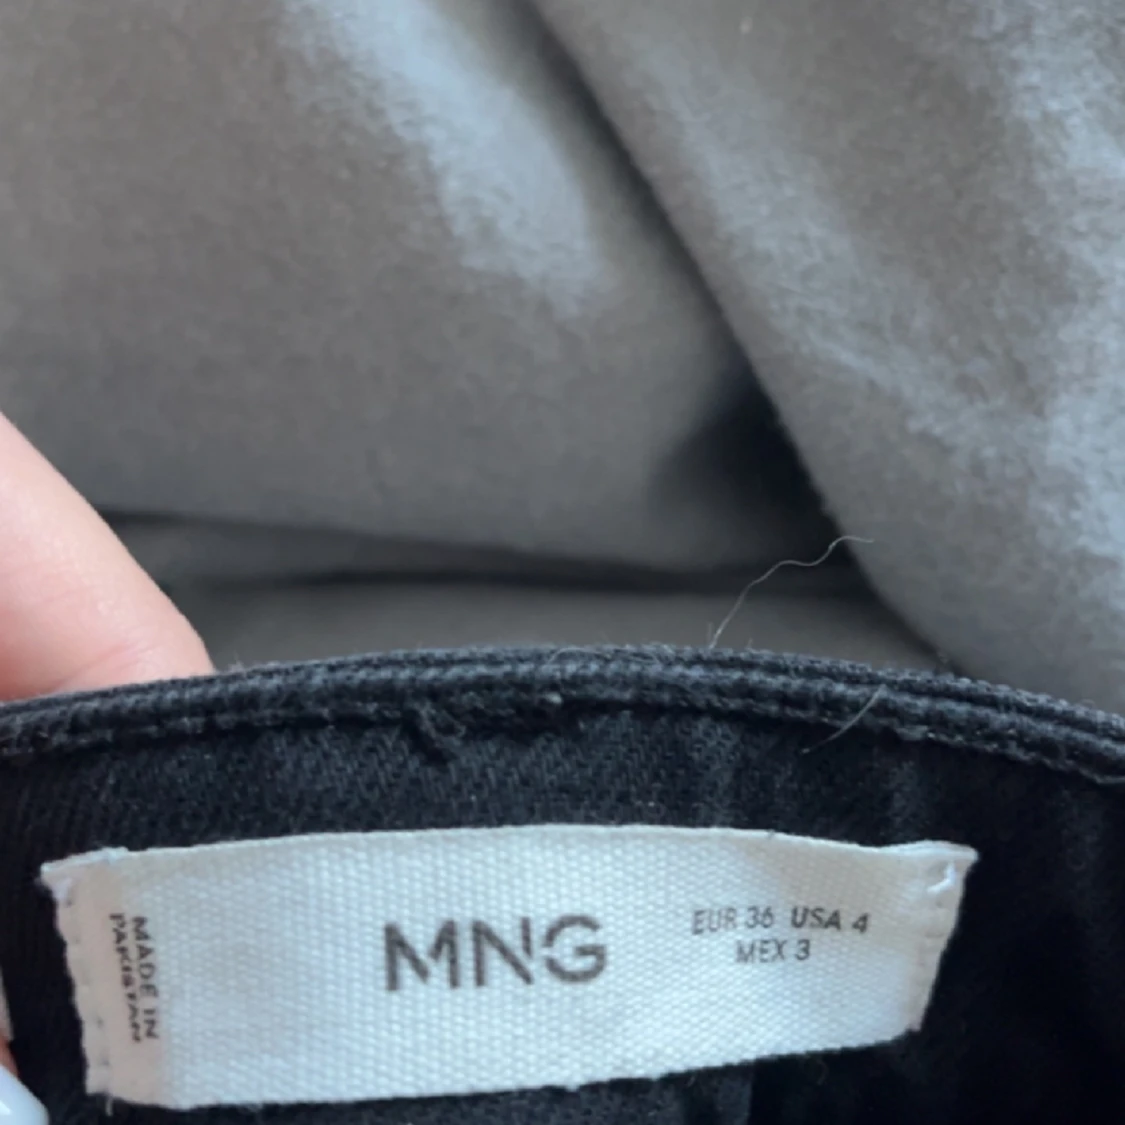 MADE IN
PAKISTAN
MNG
EUR 36 USA 4
MEX 3